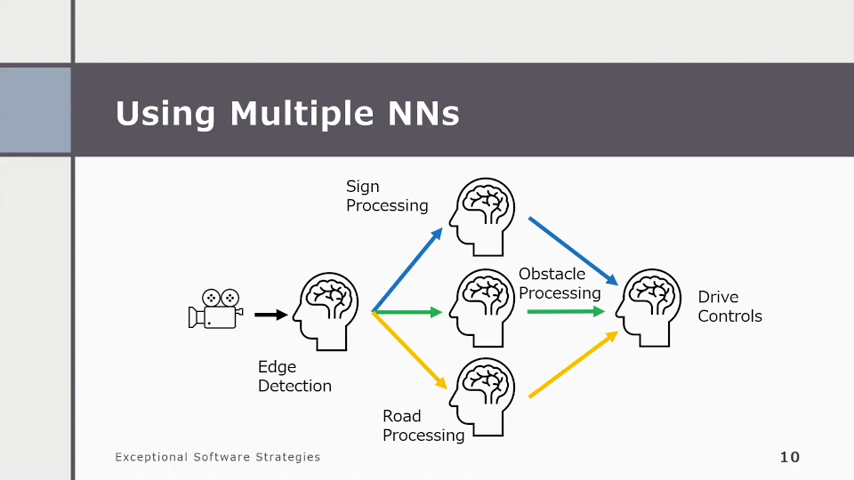 Using Multiple NNs
Sign
Processing
Obstacle
Processing
Drive
Controls
Edge
Detection
Road
Processing
Exceptional Software Strategies
10